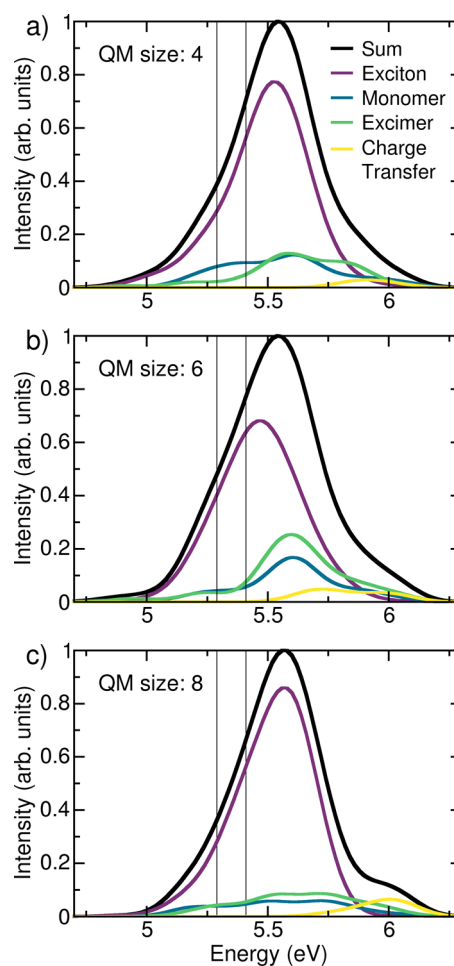 a)
QM size: 4
Sum
Exciton
Monomer
Excimer
Charge
Transfer
Intensity (arb. units)
1
0.8
0.6
0.4
0.2
0
5
5.5
6
b)
QM size: 6
Intensity (arb. units)
1
0.8
0.6
0.4
0.2
0
5
5.5
6
c)
QM size: 8
Intensity (arb. units)
1
0.8
0.6
0.4
0.2
0
5
5.5
6
Energy (eV)